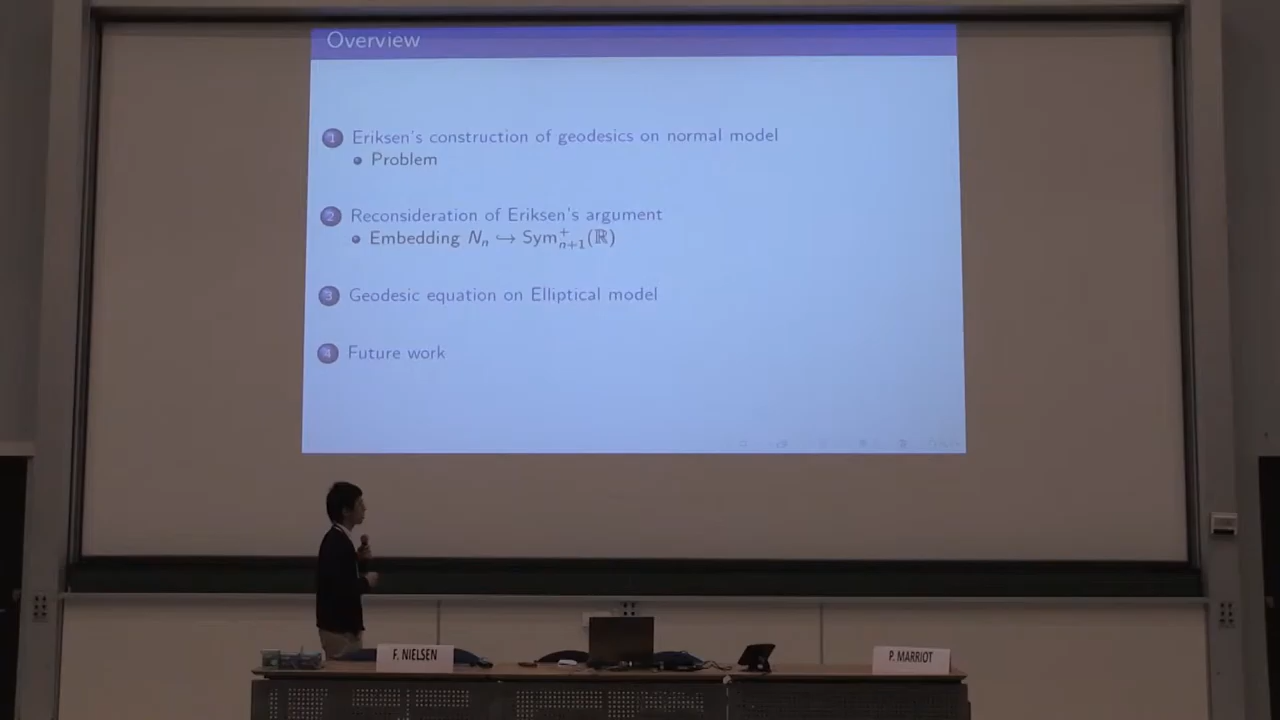 Overview
1 Eriksen's construction of geodesics on normal model
• Problem
2 Reconsideration of Eriksen's argument
• Embedding Nₙ ↪ Sym⁺ₙ₊₁(ℝ)
3 Geodesic equation on Elliptical model
4 Future work
F. NIELSEN
P. MARRIOT